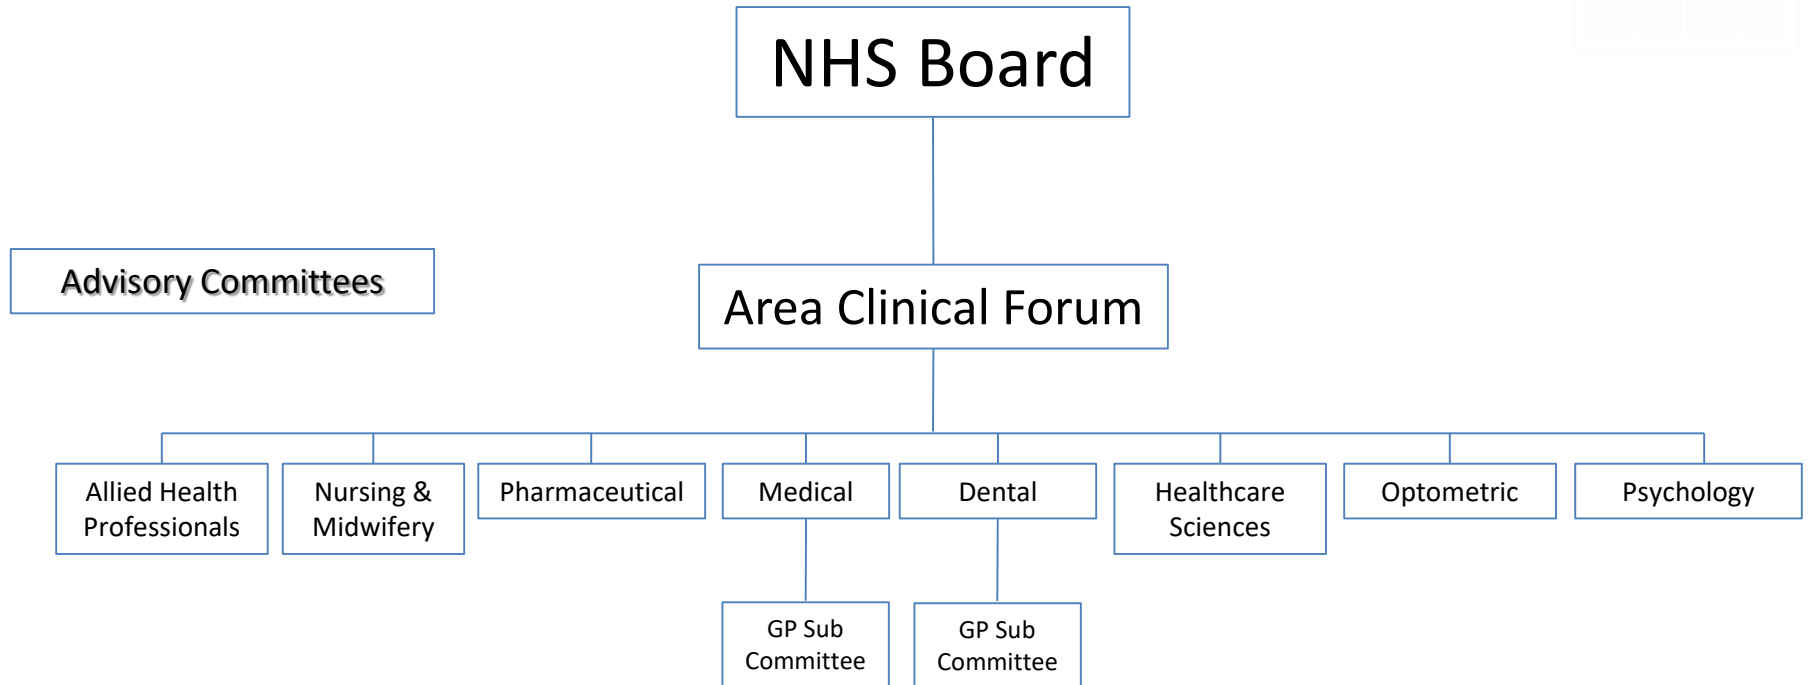 NHS Board
Advisory Committees
Area Clinical Forum
Allied Health
Professionals
Nursing &
Midwifery
Pharmaceutical
Medical
Dental
Healthcare
Sciences
Optometric
Psychology
GP Sub
Committee
GP Sub
Committee